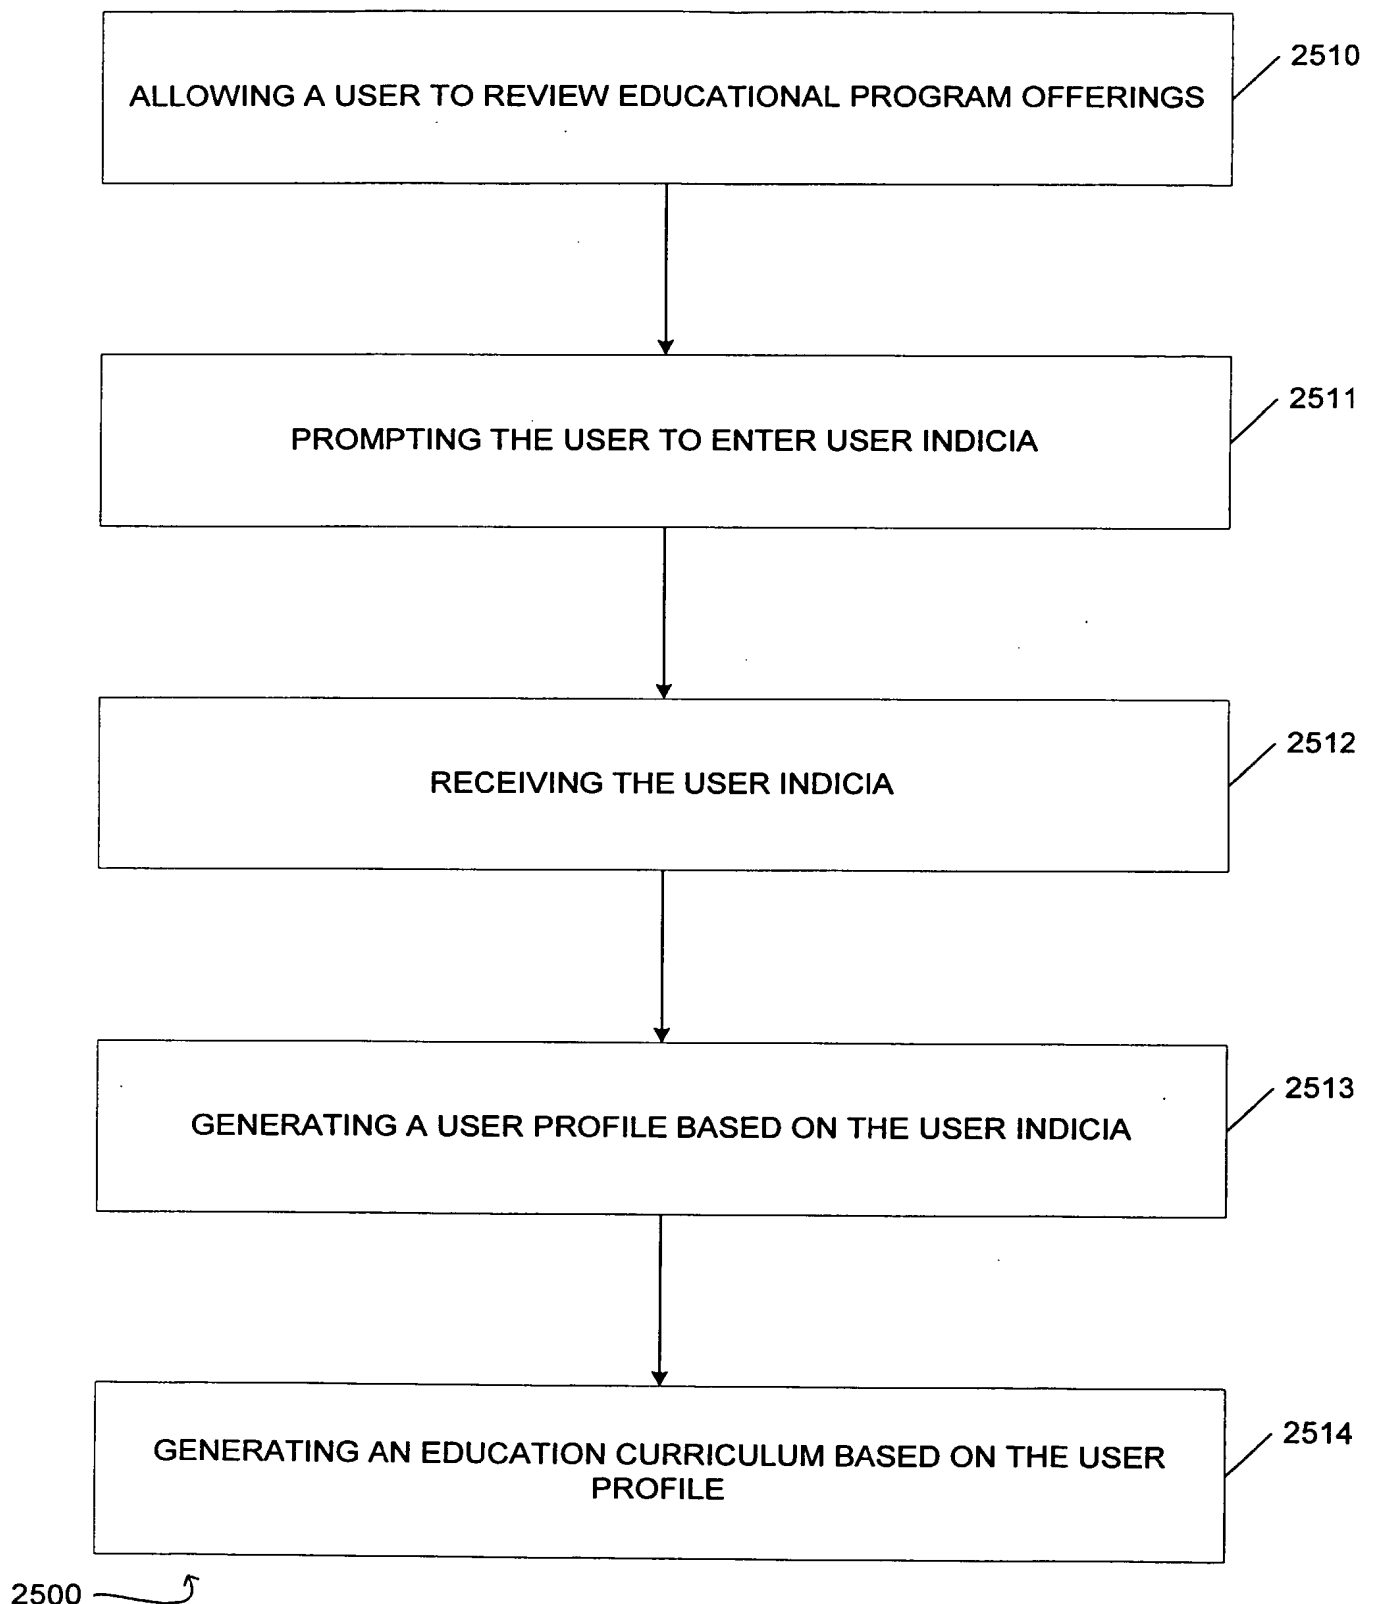 2510
ALLOWING A USER TO REVIEW EDUCATIONAL PROGRAM OFFERINGS
2511
PROMPTING THE USER TO ENTER USER INDICIA
2512
RECEIVING THE USER INDICIA
2513
GENERATING A USER PROFILE BASED ON THE USER INDICIA
2514
GENERATING AN EDUCATION CURRICULUM BASED ON THE USER
PROFILE
2500